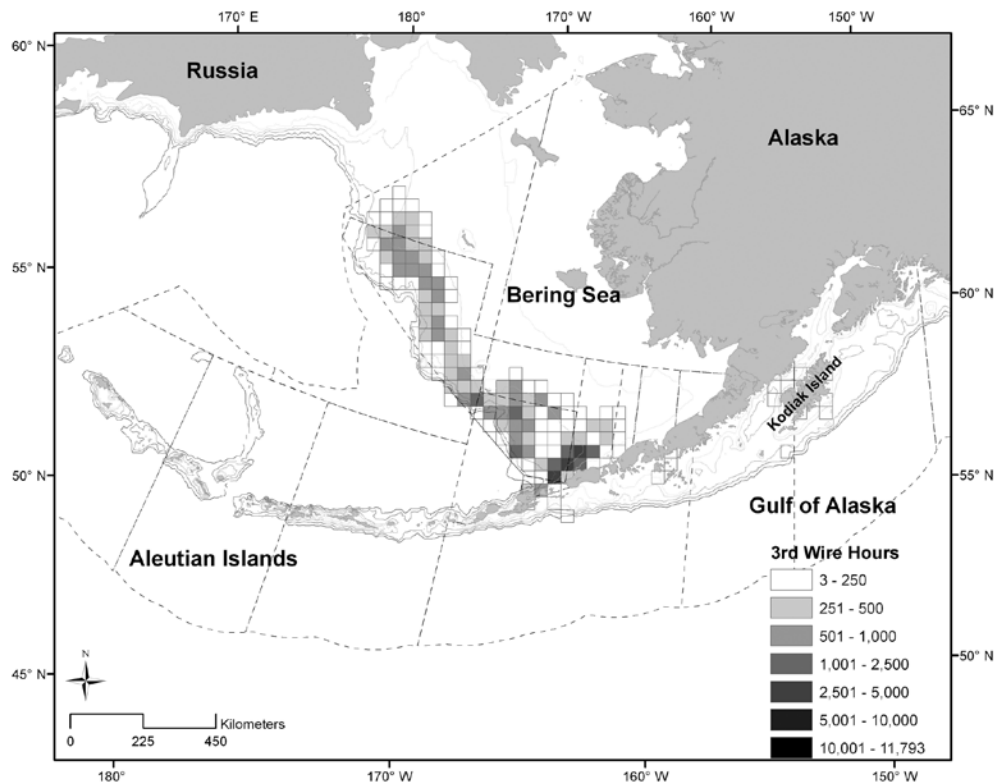 170° E 180° 170° W 160° W 150° W
60° N
Russia
65° N
Alaska
55° N
60° N
Bering Sea
Kodiak Island
50° N
55° N
Gulf of Alaska
Aleutian Islands
3rd Wire Hours
3 - 250
251 - 500
501 - 1,000
1,001 - 2,500
2,501 - 5,000
5,001 - 10,000
10,001 - 11,793
N
45° N
50° N
Kilometers
0 225 450
180° 170° W 160° W 150° W